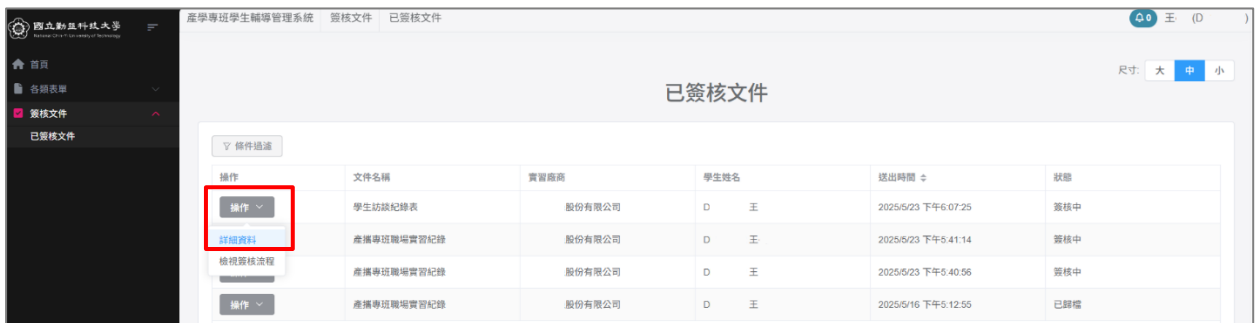 國立勤益科技大學
產學專班學生輔導管理系統 簽核文件 已簽核文件
0 王 (D )
首頁
各類表單
簽核文件
已簽核文件
尺寸: 大 中 小
已簽核文件
條件過濾
操作 文件名稱 實習廠商 學生姓名 送出時間 狀態
操作 學生訪談紀錄表 股份有限公司 D 王 2025/5/23 下午6:07:25 簽核中
詳細資料 產攜專班職場實習紀錄 股份有限公司 D 王 2025/5/23 下午5:41:14 簽核中
檢視簽核流程
產攜專班職場實習紀錄 股份有限公司 D 王 2025/5/23 下午5:40:56 簽核中
操作 產攜專班職場實習紀錄 股份有限公司 D 王 2025/5/16 下午5:12:55 已歸檔